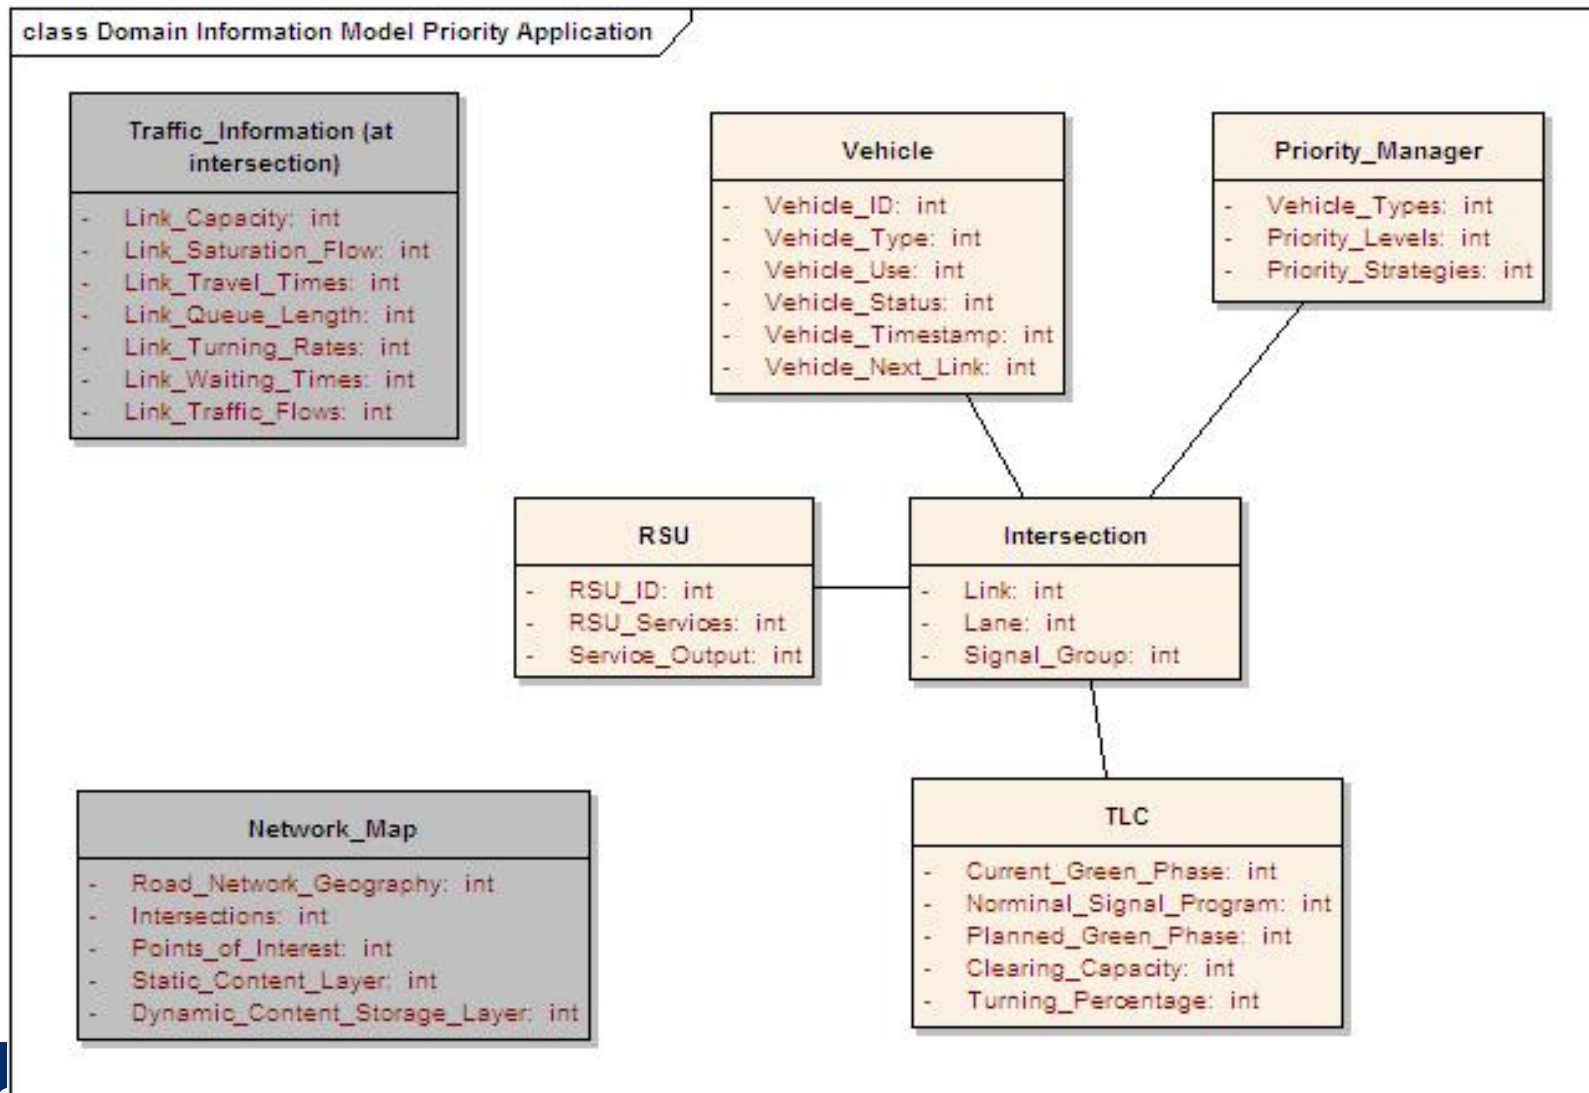 class Domain Information Model Priority Application
Traffic_Information (at
intersection)
- Link_Capacity: int
- Link_Saturation_Flow: int
- Link_Travel_Times: int
- Link_Queue_Length: int
- Link_Turning_Rates: int
- Link_Waiting_Times: int
- Link_Traffic_Flows: int
Vehicle
- Vehicle_ID: int
- Vehicle_Type: int
- Vehicle_Use: int
- Vehicle_Status: int
- Vehicle_Timestamp: int
- Vehicle_Next_Link: int
Priority_Manager
- Vehicle_Types: int
- Priority_Levels: int
- Priority_Strategies: int
RSU
- RSU_ID: int
- RSU_Services: int
- Service_Output: int
Intersection
- Link: int
- Lane: int
- Signal_Group: int
Network_Map
- Road_Network_Geography: int
- Intersections: int
- Points_of_Interest: int
- Static_Content_Layer: int
- Dynamic_Content_Storage_Layer: int
TLC
- Current_Green_Phase: int
- Norminal_Signal_Program: int
- Planned_Green_Phase: int
- Clearing_Capacity: int
- Turning_Percentage: int